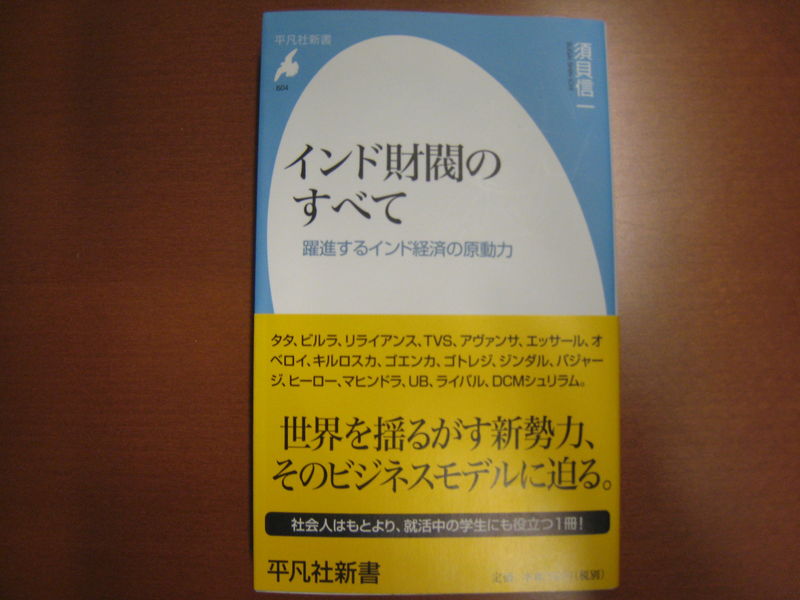 平凡社新書
604
須貝信一
インド財閥の
すべて
躍進するインド経済の原動力
タタ、ビルラ、リライアンス、TVS、アヴァンサ、エッサール、オ
ベロイ、キルロスカ、ゴエンカ、ゴトレジ、ジンダル、バジャー
ジ、ヒーロー、マヒンドラ、UB、ライバル、DCMシュリラム。
世界を揺るがす新勢力、
そのビジネスモデルに迫る。
社会人はもとより、就活中の学生にも役立つ1冊!
平凡社新書
定価 (税別)